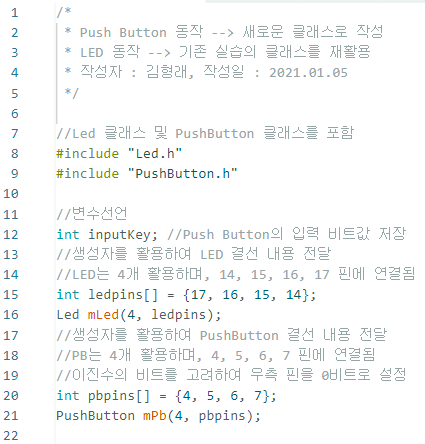 1 /*
2  * Push Button 동작 --> 새로운 클래스로 작성
3  * LED 동작 --> 기존 실습의 클래스를 재활용
4  * 작성자 : 김형래, 작성일 : 2021.01.05
5  */
6
7 //Led 클래스 및 PushButton 클래스를 포함
8 #include "Led.h"
9 #include "PushButton.h"
10
11 //변수선언
12 int inputKey; //Push Button의 입력 비트값 저장
13 //생성자를 활용하여 LED 결선 내용 전달
14 //LED는 4개 활용하며, 14, 15, 16, 17 핀에 연결됨
15 int ledpins[] = {17, 16, 15, 14};
16 Led mLed(4, ledpins);
17 //생성자를 활용하여 PushButton 결선 내용 전달
18 //PB는 4개 활용하며, 4, 5, 6, 7 핀에 연결됨
19 //이진수의 비트를 고려하여 우측 핀을 0비트로 설정
20 int pbpins[] = {4, 5, 6, 7};
21 PushButton mPb(4, pbpins);
22